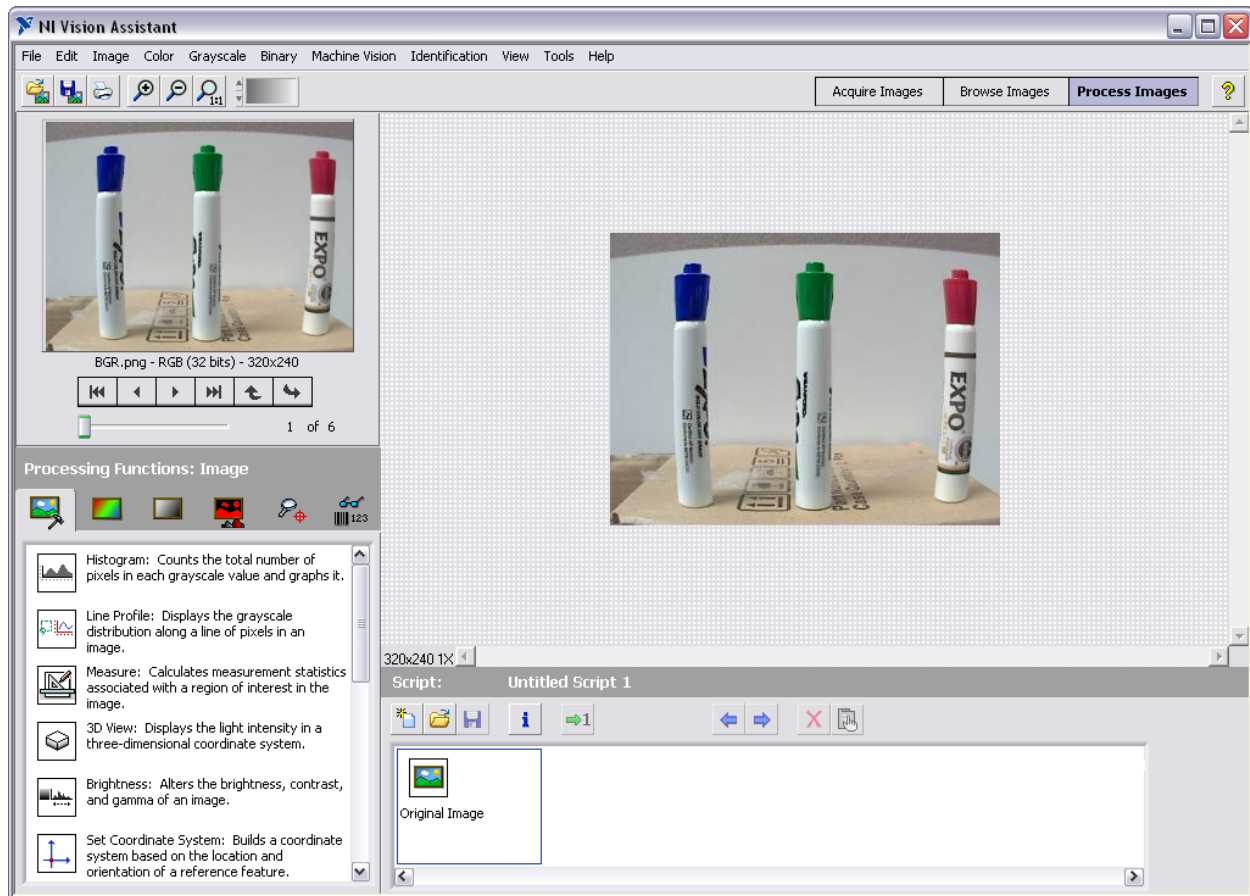 NI Vision Assistant
File Edit Image Color Grayscale Binary Machine Vision Identification View Tools Help
1:1
Acquire Images Browse Images Process Images ?
BGR.png - RGB (32 bits) - 320x240
1 of 6
Processing Functions: Image
123
Histogram: Counts the total number of
pixels in each grayscale value and graphs it.
Line Profile: Displays the grayscale
distribution along a line of pixels in an
image.
Measure: Calculates measurement statistics
associated with a region of interest in the
image.
3D View: Displays the light intensity in a
three-dimensional coordinate system.
Brightness: Alters the brightness, contrast,
and gamma of an image.
Set Coordinate System: Builds a coordinate
system based on the location and
orientation of a reference feature.
EXPO
EXPO
320x240 1X
Script: Untitled Script 1
i
1
Original Image